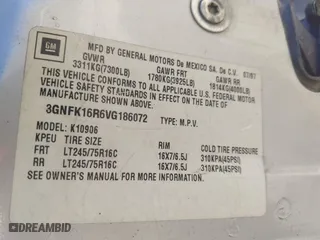 GM
MFD BY GENERAL MOTORS De MEXICO SA. De C.V. 02/97
GVWR GAWR FRT GAWR RR
3311KG(7300LB) 1780KG(3925LB) 1814KG(4000LB)
THIS VEHICLE CONFORMS TO ALL APPLICABLE U.S. FEDERAL MOTOR
VEHICLE SAFETY STANDARDS IN EFFECT ON THE DATE OF
MANUFACTURE SHOWN ABOVE.
3GNFK16R6VG186072 TYPE: M.P.V.
MODEL: K10906
KPEU TIRE SIZE RIM COLD TIRE PRESSURE
FRT LT245/75R16C 16X7/6.5J 310KPA(45PSI)
RR LT245/75R16C 16X7/6.5J 310KPA(45PSI)
SEE OWNER'S MANUAL FOR MORE INFORMATION.
DREAMBID